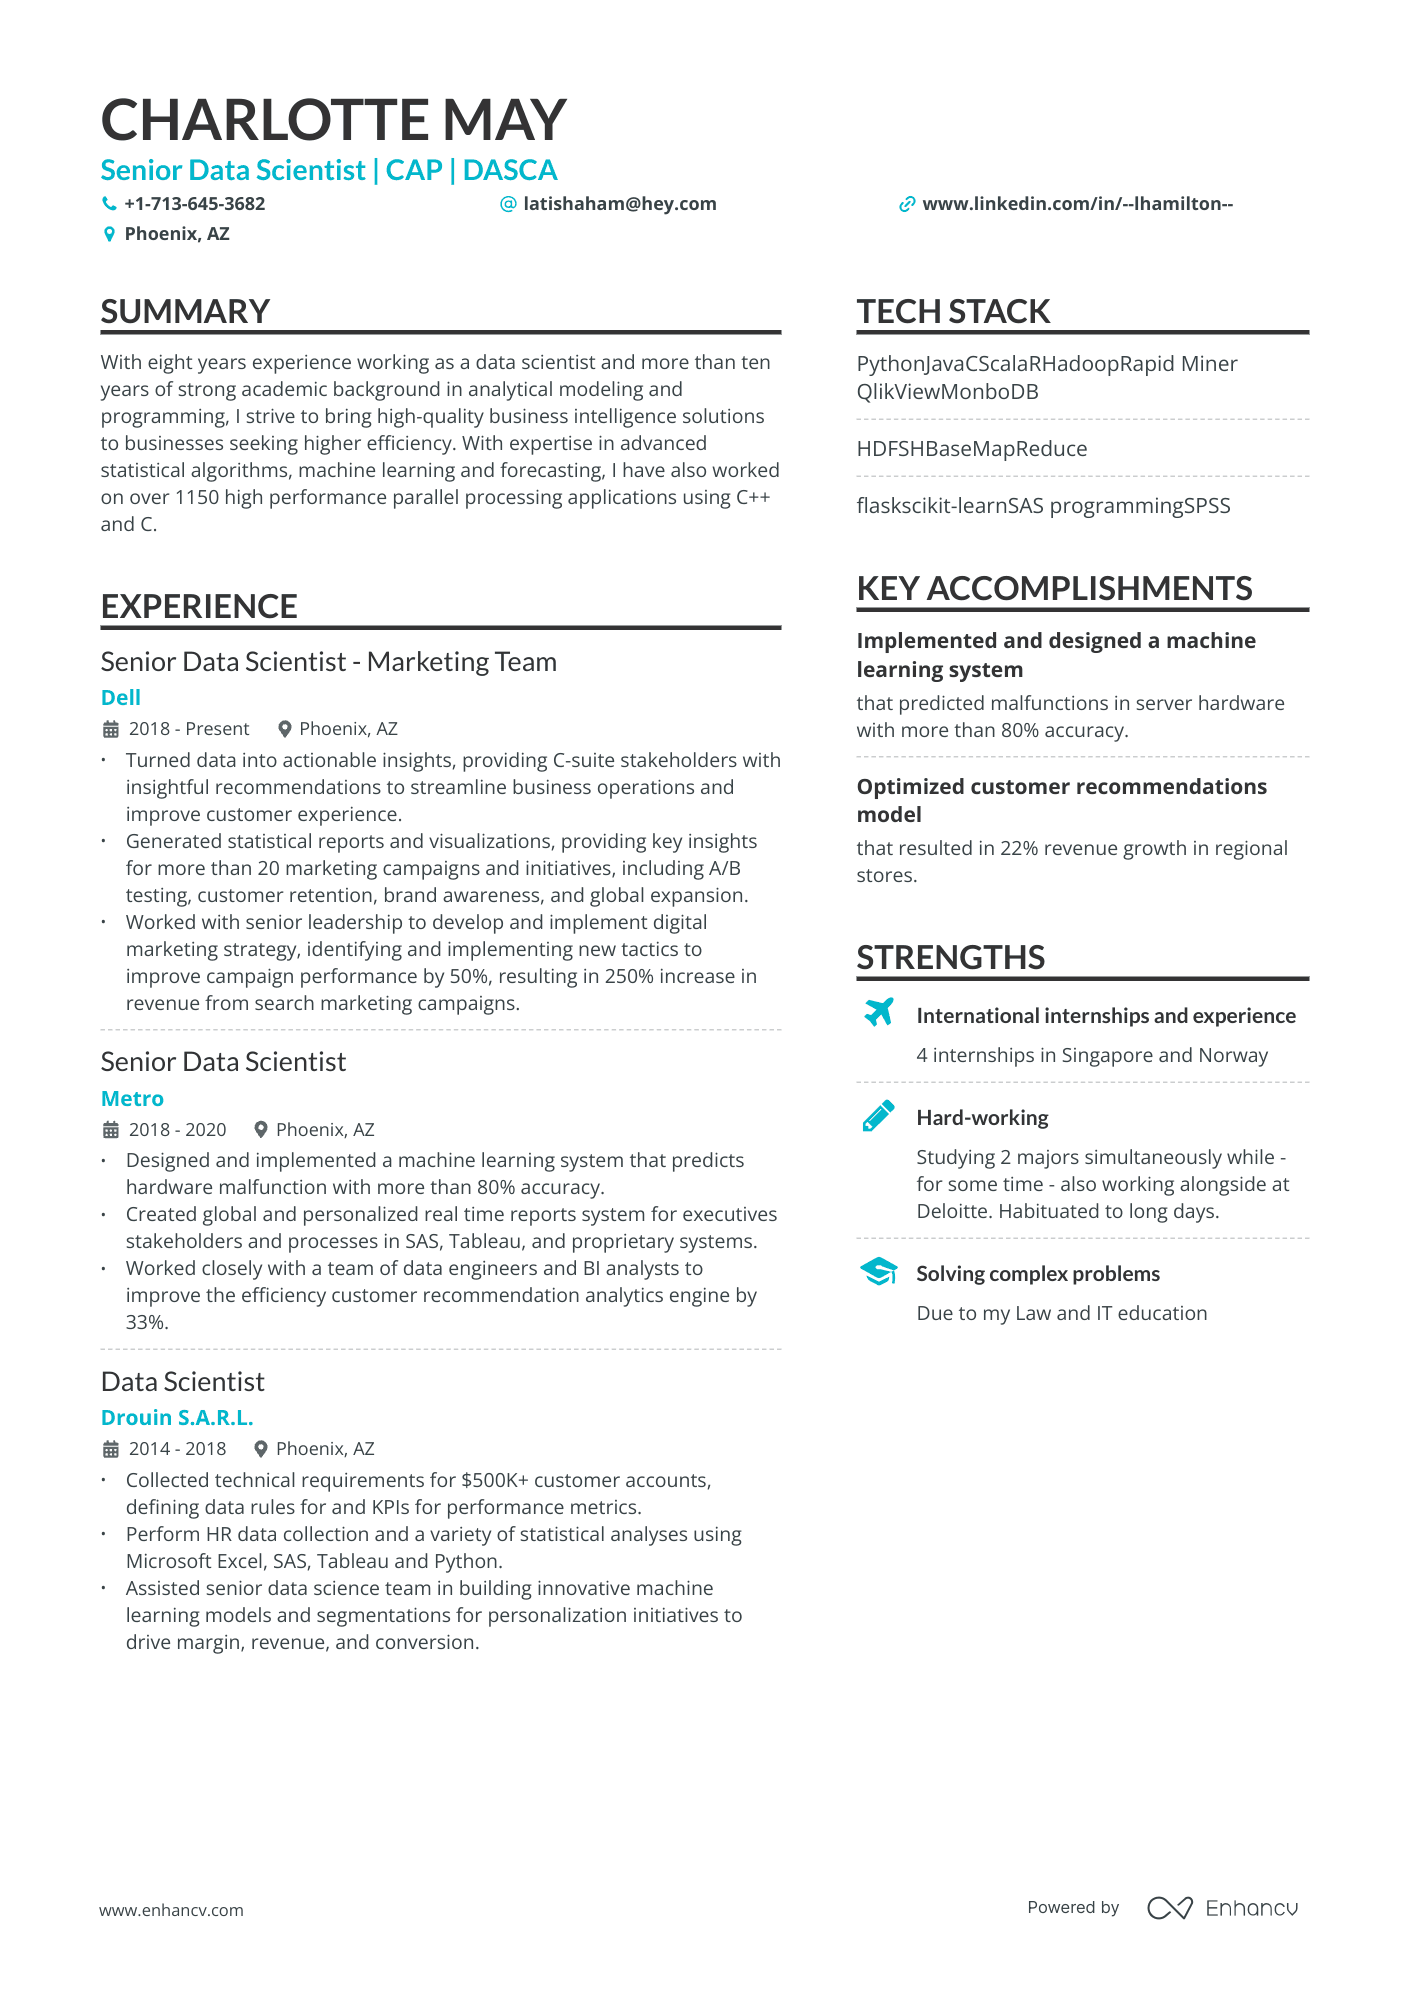 CHARLOTTE MAY
Senior Data Scientist | CAP | DASCA
+1-713-645-3682
latishaham@hey.com
www.linkedin.com/in/--lhamilton--
Phoenix, AZ
SUMMARY
With eight years experience working as a data scientist and more than ten
years of strong academic background in analytical modeling and
programming, I strive to bring high-quality business intelligence solutions
to businesses seeking higher efficiency. With expertise in advanced
statistical algorithms, machine learning and forecasting, I have also worked
on over 1150 high performance parallel processing applications using C++
and C.
EXPERIENCE
Senior Data Scientist - Marketing Team
Dell
2018 - Present Phoenix, AZ
• Turned data into actionable insights, providing C-suite stakeholders with
insightful recommendations to streamline business operations and
improve customer experience.
• Generated statistical reports and visualizations, providing key insights
for more than 20 marketing campaigns and initiatives, including A/B
testing, customer retention, brand awareness, and global expansion.
• Worked with senior leadership to develop and implement digital
marketing strategy, identifying and implementing new tactics to
improve campaign performance by 50%, resulting in 250% increase in
revenue from search marketing campaigns.
Senior Data Scientist
Metro
2018 - 2020 Phoenix, AZ
• Designed and implemented a machine learning system that predicts
hardware malfunction with more than 80% accuracy.
• Created global and personalized real time reports system for executives
stakeholders and processes in SAS, Tableau, and proprietary systems.
• Worked closely with a team of data engineers and BI analysts to
improve the efficiency customer recommendation analytics engine by
33%.
Data Scientist
Drouin S.A.R.L.
2014 - 2018 Phoenix, AZ
• Collected technical requirements for $500K+ customer accounts,
defining data rules for and KPIs for performance metrics.
• Perform HR data collection and a variety of statistical analyses using
Microsoft Excel, SAS, Tableau and Python.
• Assisted senior data science team in building innovative machine
learning models and segmentations for personalization initiatives to
drive margin, revenue, and conversion.
TECH STACK
PythonJavaCScalaRHadoopRapid Miner
QlikViewMonboDB
HDFSHBaseMapReduce
flaskscikit-learnSAS programmingSPSS
KEY ACCOMPLISHMENTS
Implemented and designed a machine
learning system
that predicted malfunctions in server hardware
with more than 80% accuracy.
Optimized customer recommendations
model
that resulted in 22% revenue growth in regional
stores.
STRENGTHS
International internships and experience
4 internships in Singapore and Norway
Hard-working
Studying 2 majors simultaneously while -
for some time - also working alongside at
Deloitte. Habituated to long days.
Solving complex problems
Due to my Law and IT education
www.enhancv.com
Powered by Enhancv